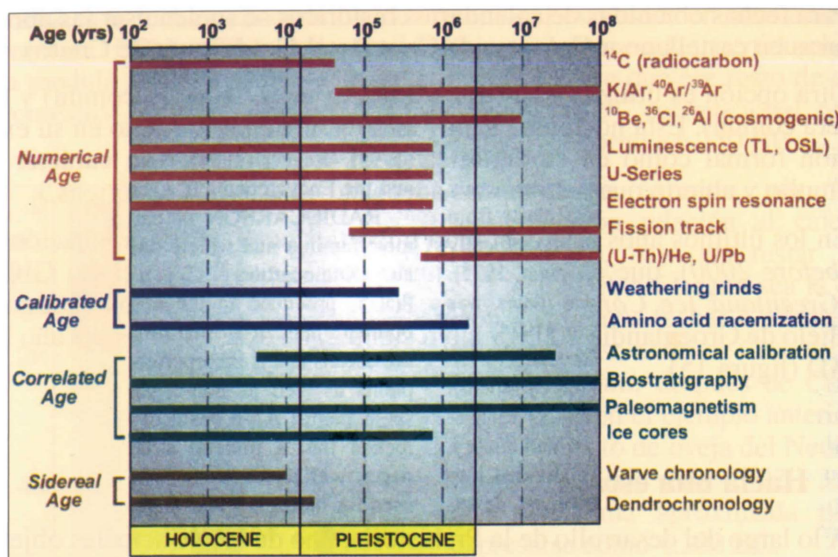 Age (yrs) 10² 10³ 10⁴ 10⁵ 10⁶ 10⁷ 10⁸
¹⁴C (radiocarbon)
K/Ar,⁴⁰Ar/³⁹Ar
¹⁰Be,³⁶Cl,²⁶Al (cosmogenic)
Numerical Age
Luminescence (TL, OSL)
U-Series
Electron spin resonance
Fission track
(U-Th)/He, U/Pb
Calibrated Age
Weathering rinds
Amino acid racemization
Correlated Age
Astronomical calibration
Biostratigraphy
Paleomagnetism
Ice cores
Sidereal Age
Varve chronology
Dendrochronology
HOLOCENE PLEISTOCENE